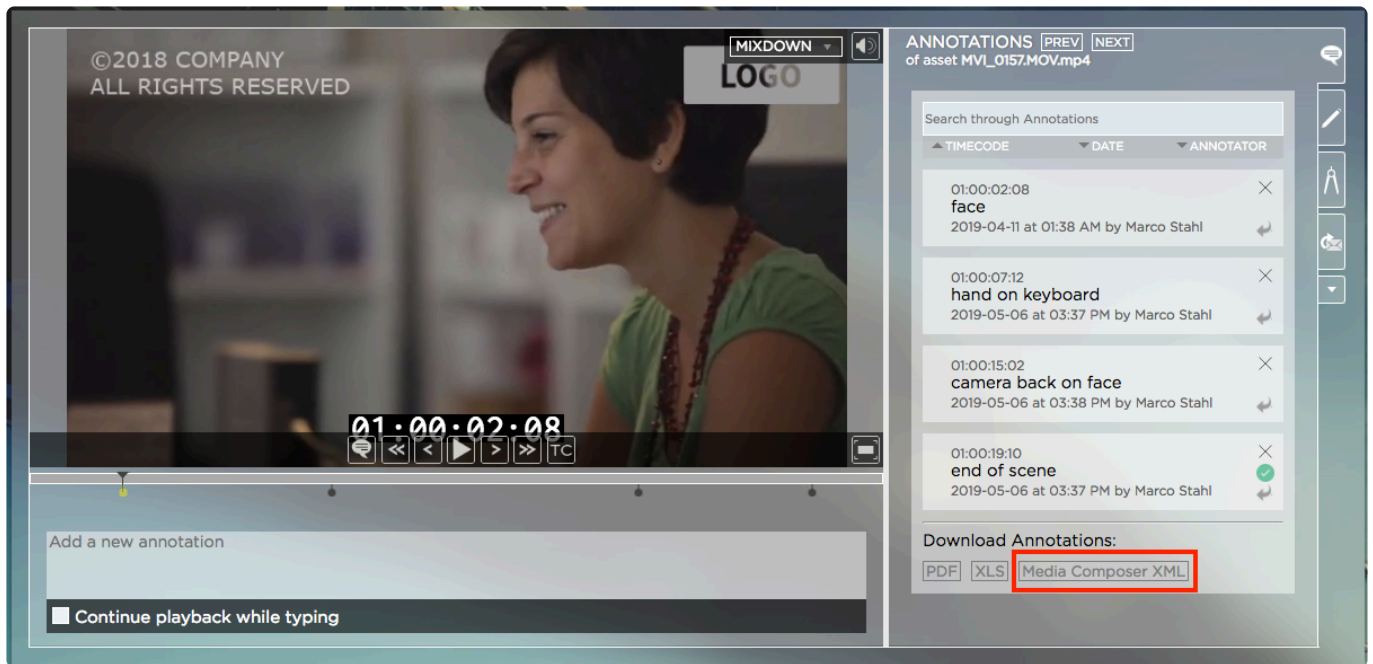 ©2018 COMPANY
ALL RIGHTS RESERVED
MIXDOWN
LOGO
01:00:02:08
TC
Add a new annotation
Continue playback while typing
ANNOTATIONS PREV NEXT
of asset MVI_0157.MOV.mp4
Search through Annotations
TIMECODE DATE ANNOTATOR
01:00:02:08
face
2019-04-11 at 01:38 AM by Marco Stahl
01:00:07:12
hand on keyboard
2019-05-06 at 03:37 PM by Marco Stahl
01:00:15:02
camera back on face
2019-05-06 at 03:38 PM by Marco Stahl
01:00:19:10
end of scene
2019-05-06 at 03:37 PM by Marco Stahl
Download Annotations:
PDF XLS Media Composer XML